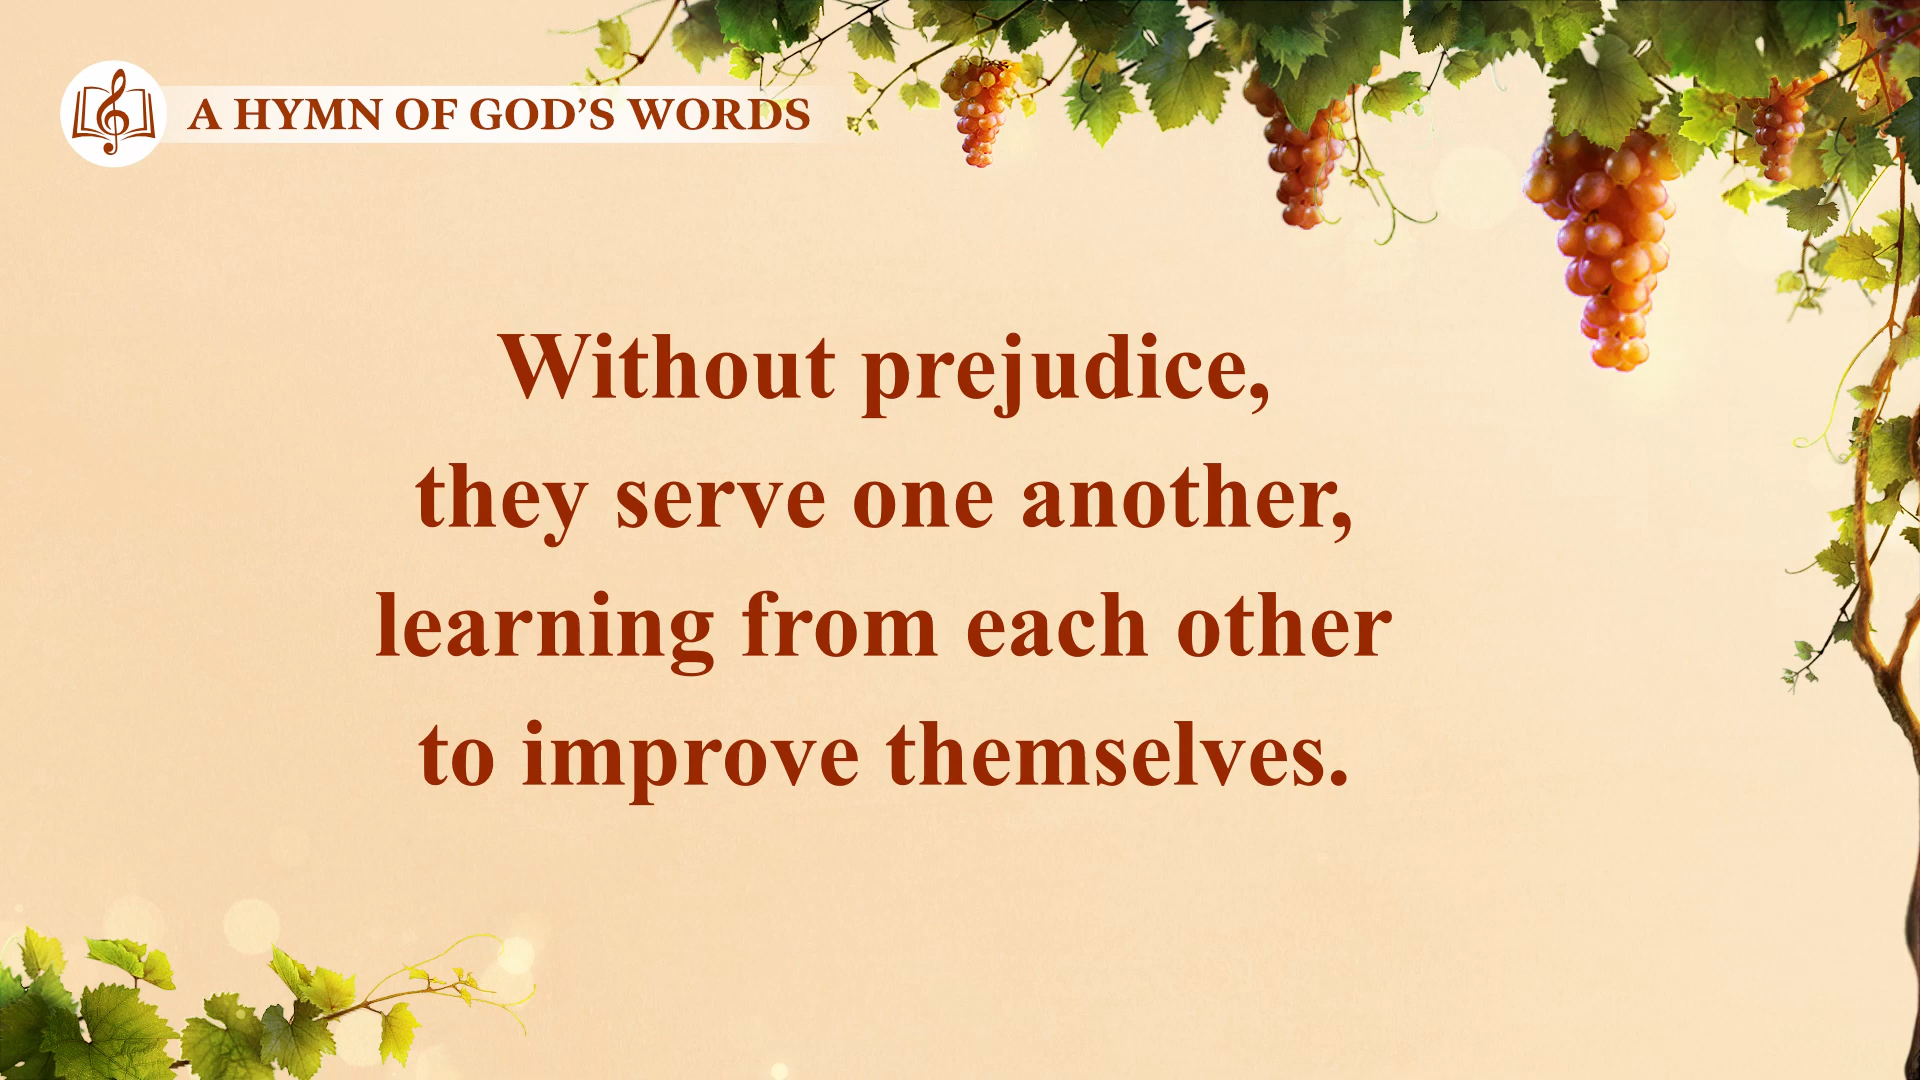 A HYMN OF GOD’S WORDS
Without prejudice,
they serve one another,
learning from each other
to improve themselves.